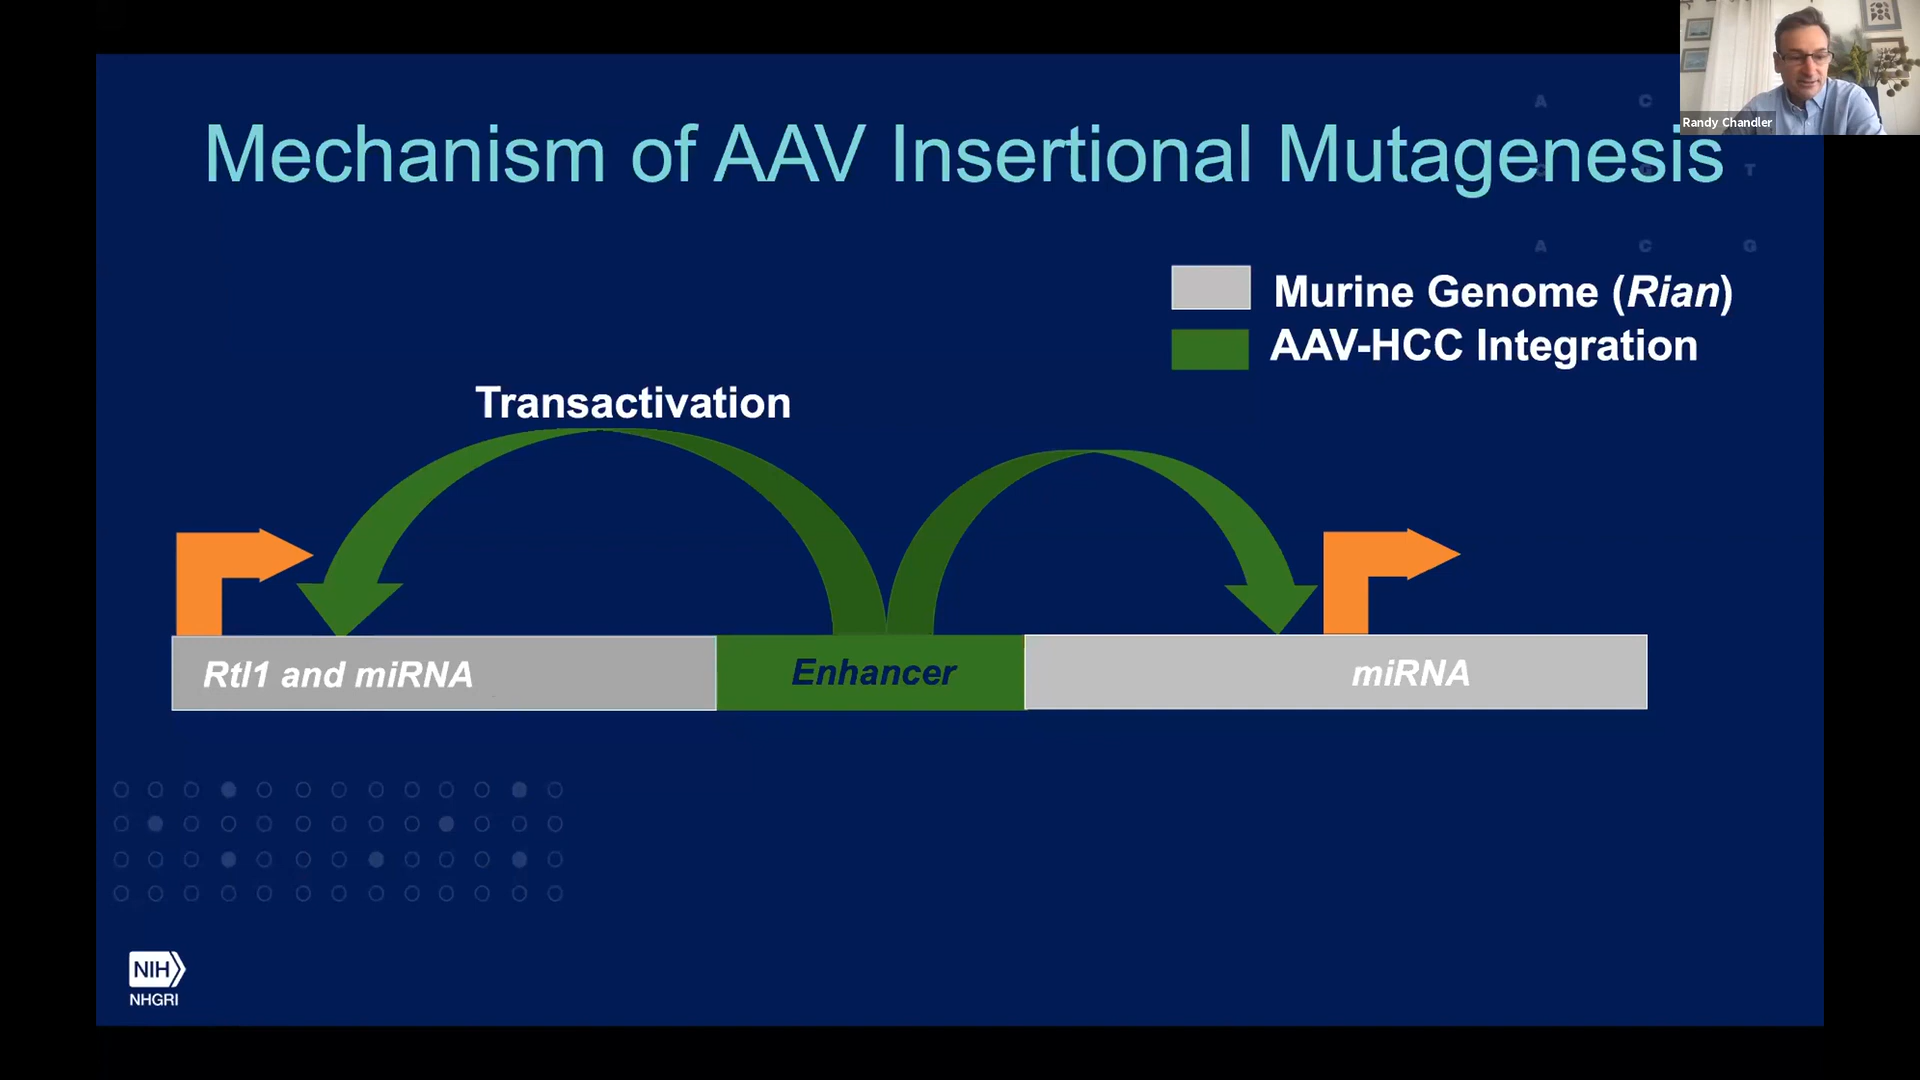 Randy Chandler
A C
Mechanism of AAV Insertional Mutagenesis
T
A C G
Murine Genome (Rian)
AAV-HCC Integration
Transactivation
Rtl1 and miRNA
Enhancer
miRNA
NIH
NHGRI